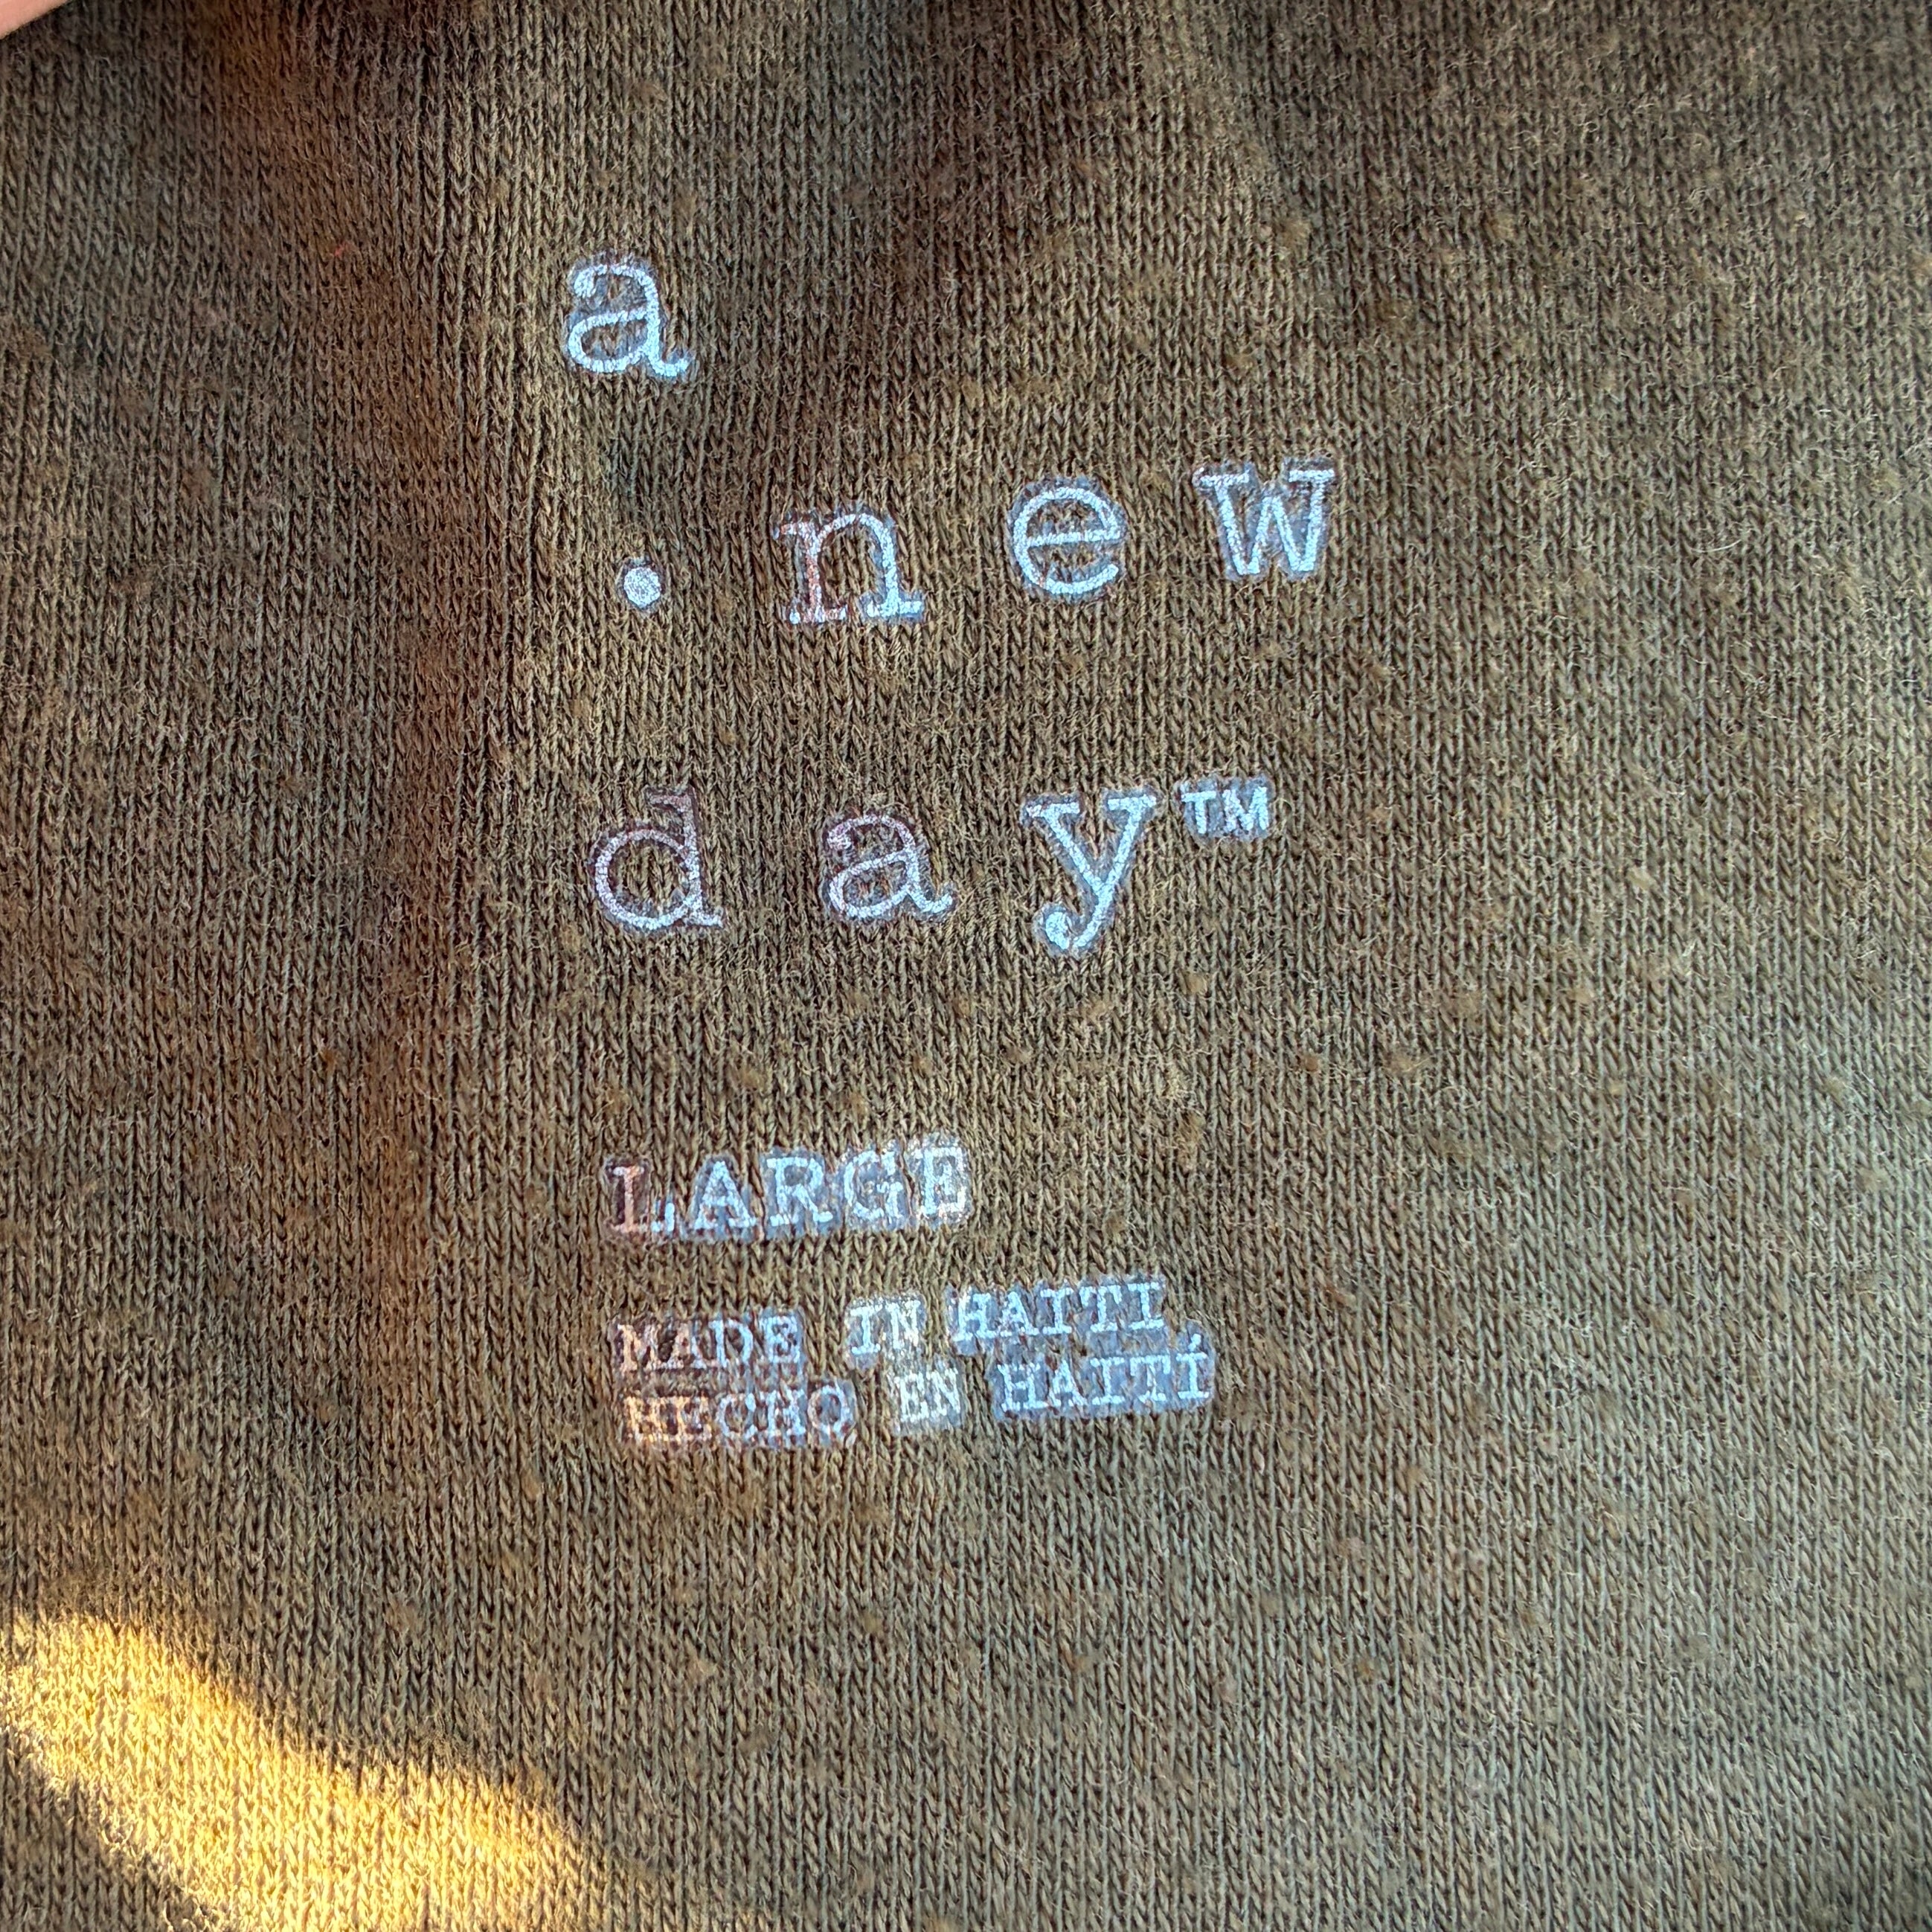 a
. new
day™
LARGE
MADE IN HAITI
HECHO EN HAITÍ